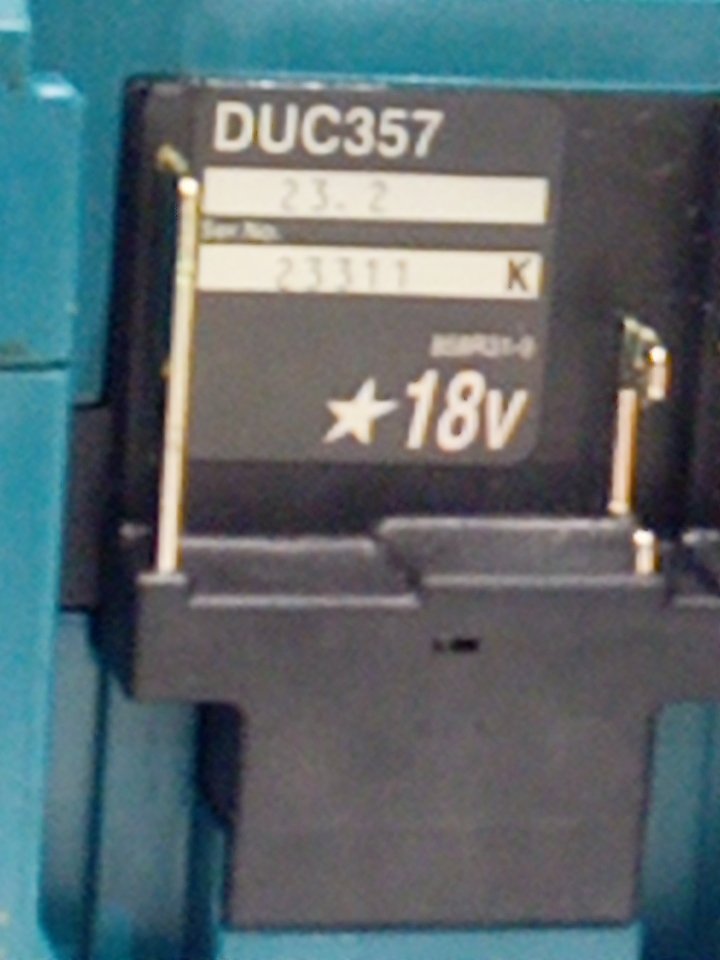 DUC357
23.2
Ser.No.
23311 K
★18V